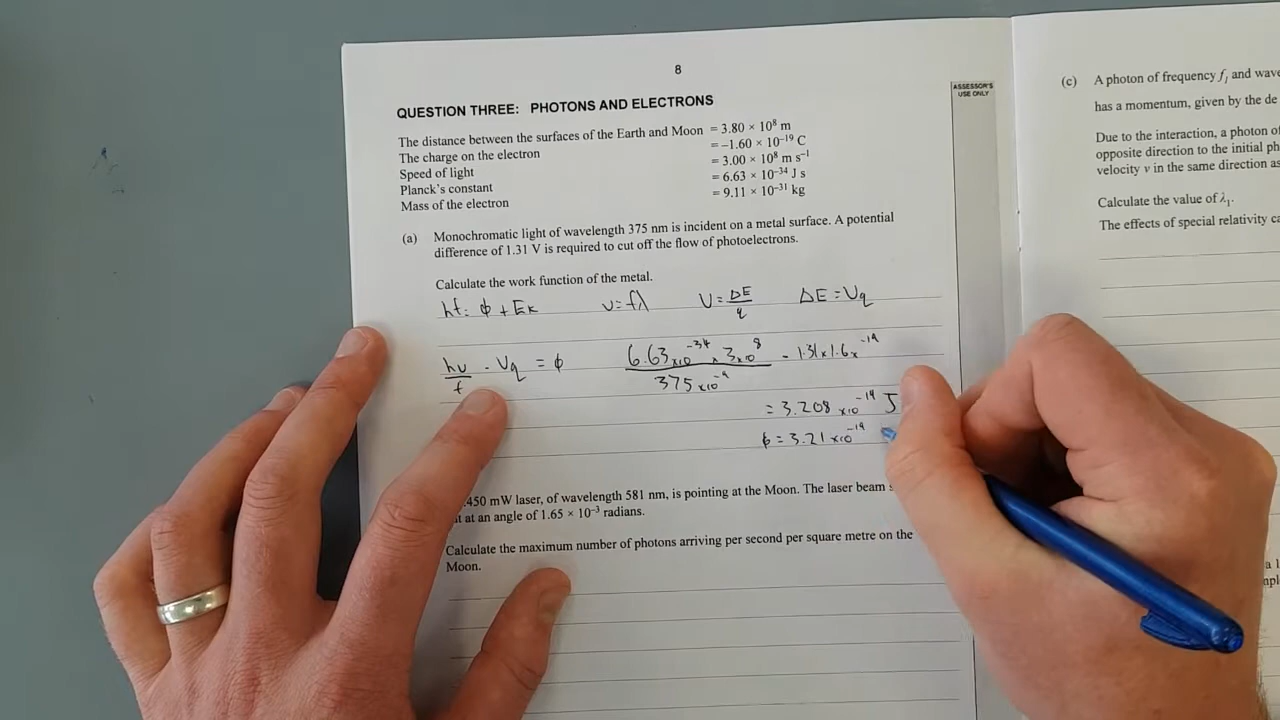 8
ASSESSOR'S
USE ONLY
QUESTION THREE: PHOTONS AND ELECTRONS
The distance between the surfaces of the Earth and Moon = 3.80 × 10⁸ m
The charge on the electron = –1.60 × 10⁻¹⁹ C
Speed of light = 3.00 × 10⁸ m s⁻¹
Planck's constant = 6.63 × 10⁻³⁴ J s
Mass of the electron = 9.11 × 10⁻³¹ kg
(a) Monochromatic light of wavelength 375 nm is incident on a metal surface. A potential
difference of 1.31 V is required to cut off the flow of photoelectrons.
Calculate the work function of the metal.
hf = ϕ + Ek v = fλ V = ΔE/q ΔE = Vq
hv/f - Vq = ϕ 6.63×10⁻³⁴ × 3×10⁸ / 375×10⁻⁹ - 1.31×1.6×⁻¹⁹
= 3.208 ×10⁻¹⁹ J
ϕ = 3.21 ×10⁻¹⁹
.450 mW laser, of wavelength 581 nm, is pointing at the Moon. The laser beam
at an angle of 1.65 × 10⁻³ radians.
Calculate the maximum number of photons arriving per second per square metre on the
Moon.
(c) A photon of frequency f₁ and
has a momentum, given by the de
Due to the interaction, a photon of
opposite direction to the initial
velocity v in the same direction as
Calculate the value of λ₁.
The effects of special relativity